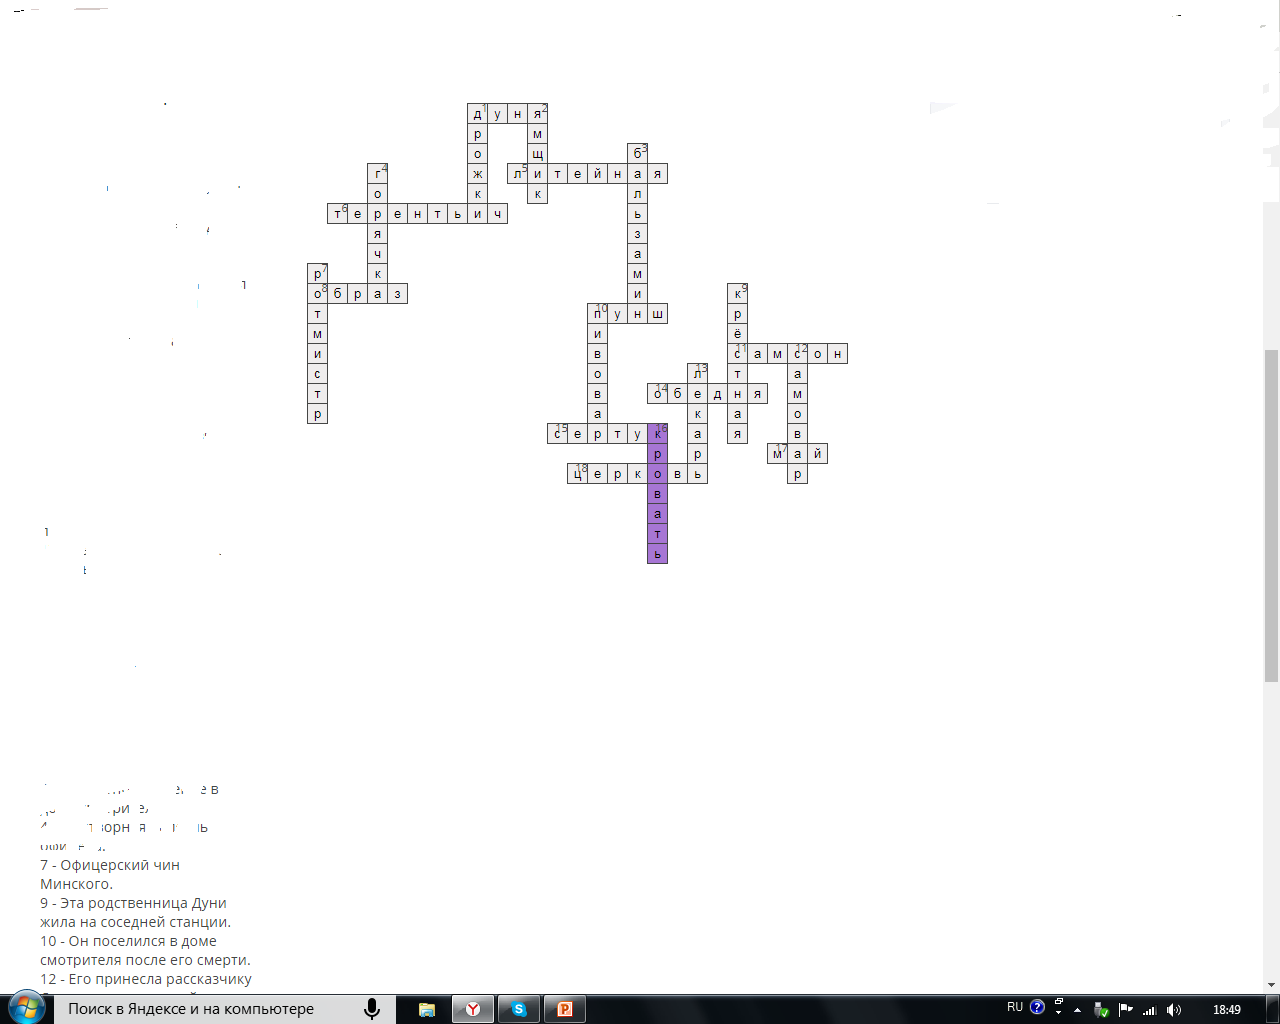 дуня
дрожки
ямщик
бальзамин
горячка
литейная
терентьич
ротмистр
образ
крёстная
пунш
пивовар
самсон
самовар
лекарь
обедня
сертук
кровать
май
церковь
7 - Офицерский чин
Минского.
9 - Эта родственница Дуни
жила на соседней станции.
10 - Он поселился в доме
смотрителя после его смерти.
12 - Его принесла рассказчику
Поиск в Яндексе и на компьютере
RU
18:49